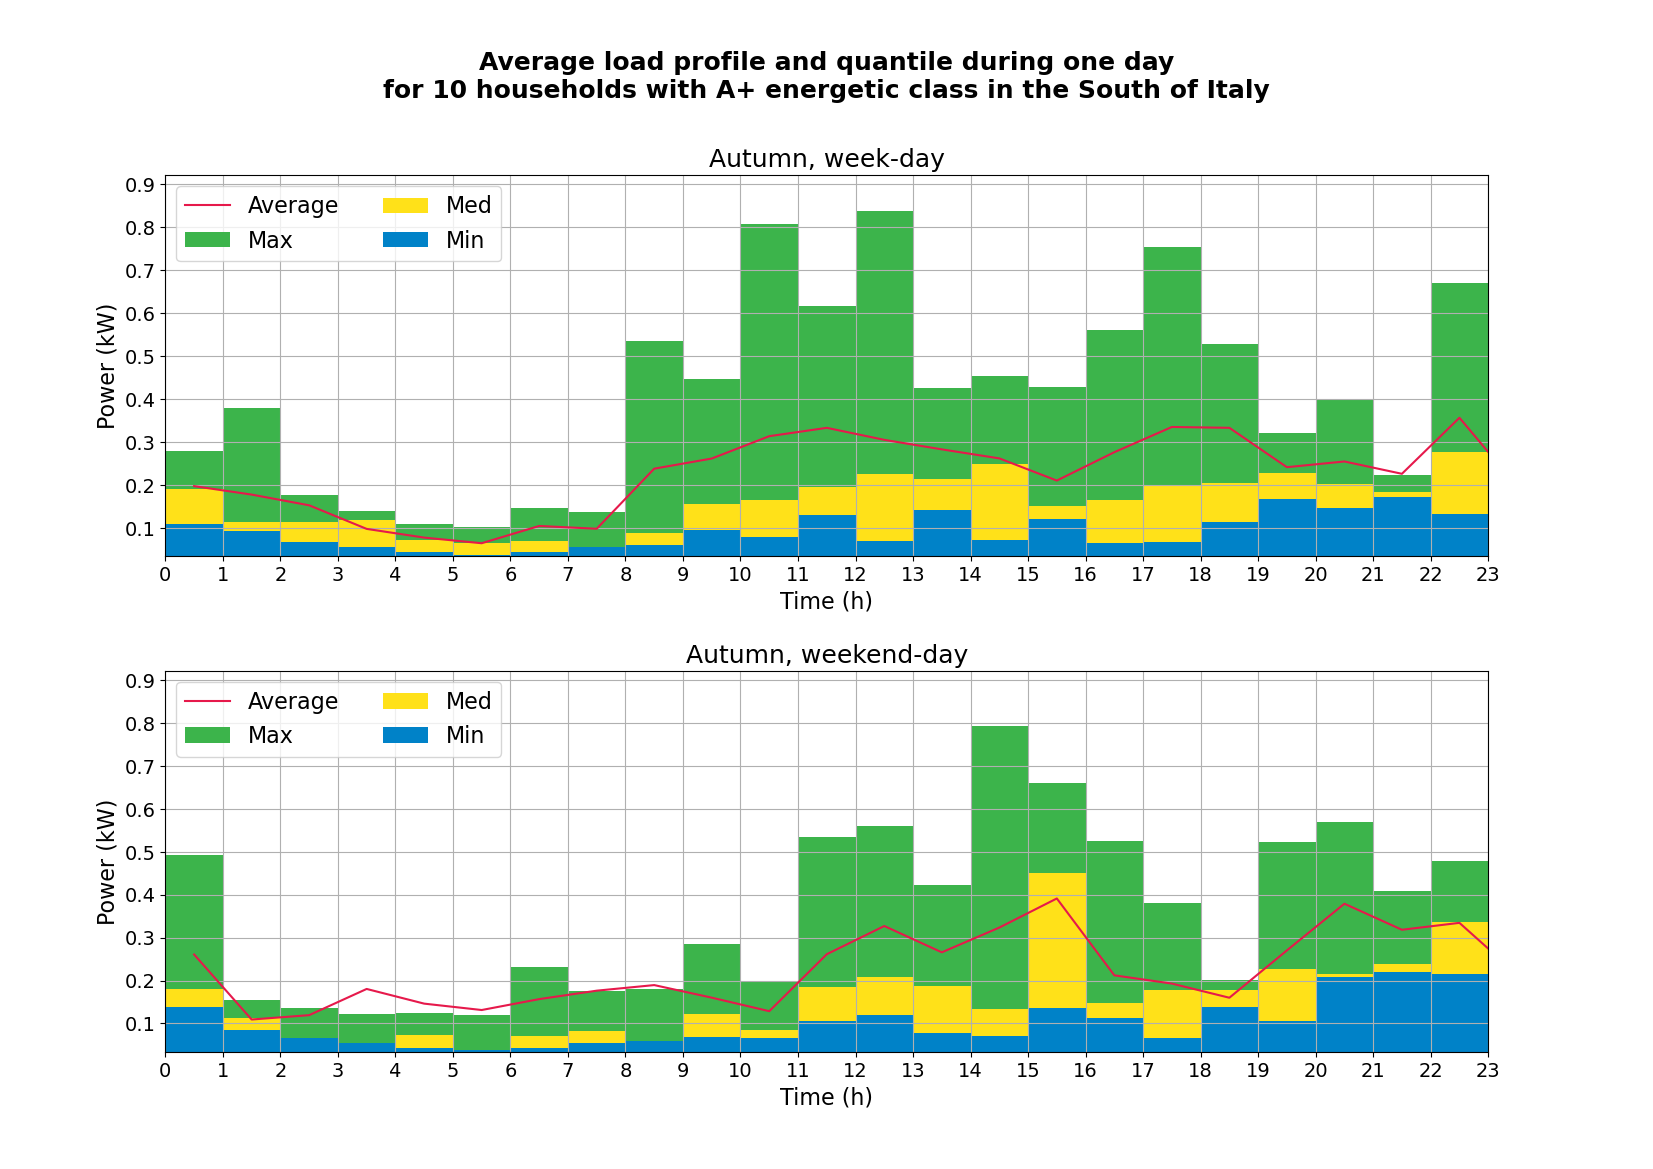 Average load profile and quantile during one day
for 10 households with A+ energetic class in the South of Italy
Autumn, week-day
0.9
0.8
0.7
0.6
0.5
0.4
0.3
0.2
0.1
Power (kW)
Average
Max
Med
Min
0 1 2 3 4 5 6 7 8 9 10 11 12 13 14 15 16 17 18 19 20 21 22 23
Time (h)
Autumn, weekend-day
0.9
0.8
0.7
0.6
0.5
0.4
0.3
0.2
0.1
Power (kW)
Average
Max
Med
Min
0 1 2 3 4 5 6 7 8 9 10 11 12 13 14 15 16 17 18 19 20 21 22 23
Time (h)